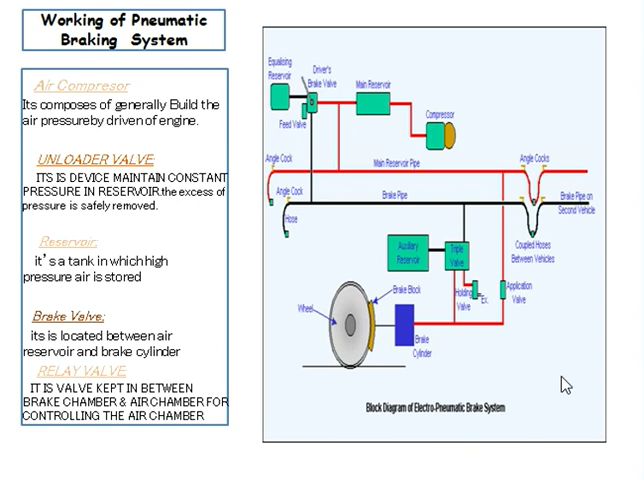 Working of Pneumatic
Braking System
Air Compresor
Its composes of generally Build the
air pressureby driven of engine.
UNLOADER VALVE:
ITS IS DEVICE MAINTAIN CONSTANT
PRESSURE IN RESERVOIR.the excess of
pressure is safely removed.
Reservoir:
it's a tank in which high
pressure air is stored
Brake Valve:
its is located between air
reservoir and brake cylinder
RELAY VALVE:
IT IS VALVE KEPT IN BETWEEN
BRAKE CHAMBER & AIR CHAMBER FOR
CONTROLLING THE AIR CHAMBER
Equalising
Reservoir
Driver's
Brake Valve
Main Reservoir
Compressor
Feed Valve
Angle Cock
Main Reservoir Pipe
Angle Cocks
Angle Cock
Brake Pipe
Brake Pipe on
Second Vehicle
Hose
Coupled Hoses
Between Vehicles
Auxiliary
Reservoir
Triple
Valve
Brake Block
Holding
Valve
Ex.
Application
Valve
Wheel
Brake
Cylinder
Block Diagram of Electro-Pneumatic Brake System